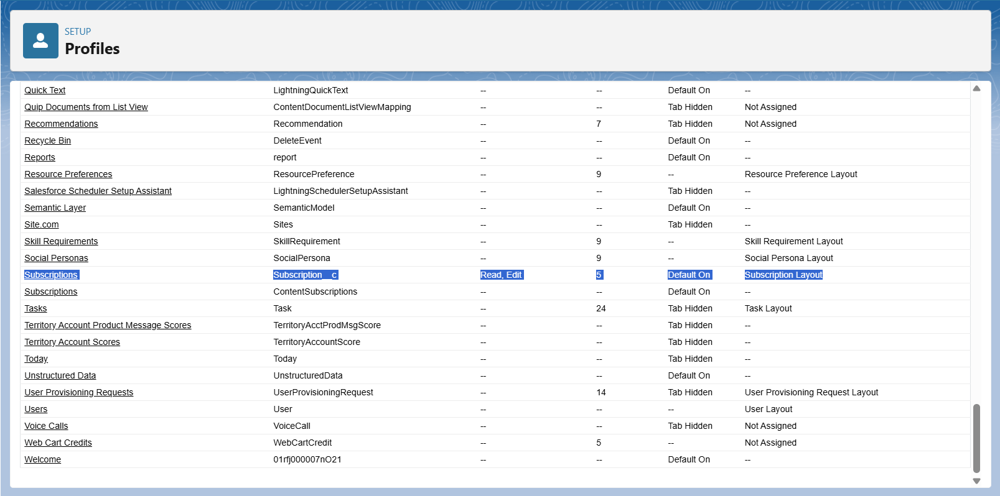 SETUP
Profiles
Quick Text LightningQuickText -- -- Default On --
Quip Documents from List View ContentDocumentListViewMapping -- -- Tab Hidden Not Assigned
Recommendations Recommendation -- 7 Tab Hidden Not Assigned
Recycle Bin DeleteEvent -- -- Default On --
Reports report -- -- Default On --
Resource Preferences ResourcePreference -- 9 -- Resource Preference Layout
Salesforce Scheduler Setup Assistant LightningSchedulerSetupAssistant -- -- Tab Hidden --
Semantic Layer SemanticModel -- -- Default On --
Site.com Sites -- -- Tab Hidden --
Skill Requirements SkillRequirement -- 9 -- Skill Requirement Layout
Social Personas SocialPersona -- 9 -- Social Persona Layout
Subscriptions Subscription__c Read, Edit 5 Default On Subscription Layout
Subscriptions ContentSubscriptions -- -- Default On --
Tasks Task -- 24 Tab Hidden Task Layout
Territory Account Product Message Scores TerritoryAcctProdMsgScore -- -- Tab Hidden --
Territory Account Scores TerritoryAccountScore -- -- Tab Hidden --
Today Today -- -- Tab Hidden --
Unstructured Data UnstructuredData -- -- Default On --
User Provisioning Requests UserProvisioningRequest -- 14 Tab Hidden User Provisioning Request Layout
Users User -- -- -- User Layout
Voice Calls VoiceCall -- -- Tab Hidden Not Assigned
Web Cart Credits WebCartCredit -- 5 -- Not Assigned
Welcome 01rfj000007nO21 -- -- Default On --